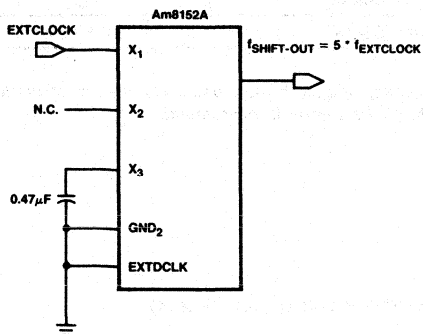 Am8152A
EXTCLOCK
X1
fSHIFT-OUT = 5 * fEXTCLOCK
N.C.
X2
X3
0.47µF
GND2
EXTDCLK